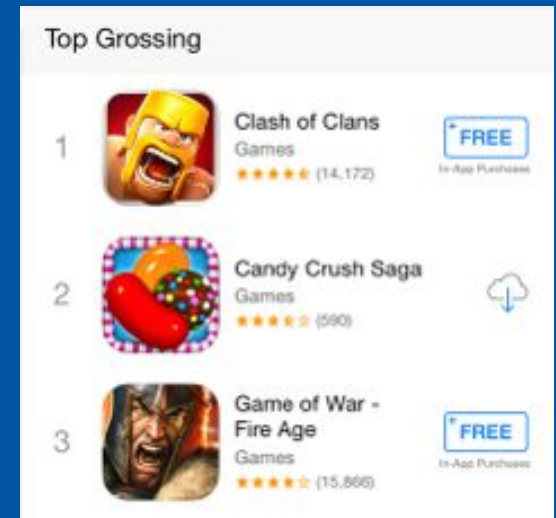 Top Grossing
1
Clash of Clans
Games
(14,172)
+ FREE
In-App Purchases
2
Candy Crush Saga
Games
(590)
3
Game of War -
Fire Age
Games
(15,866)
+ FREE
In-App Purchases